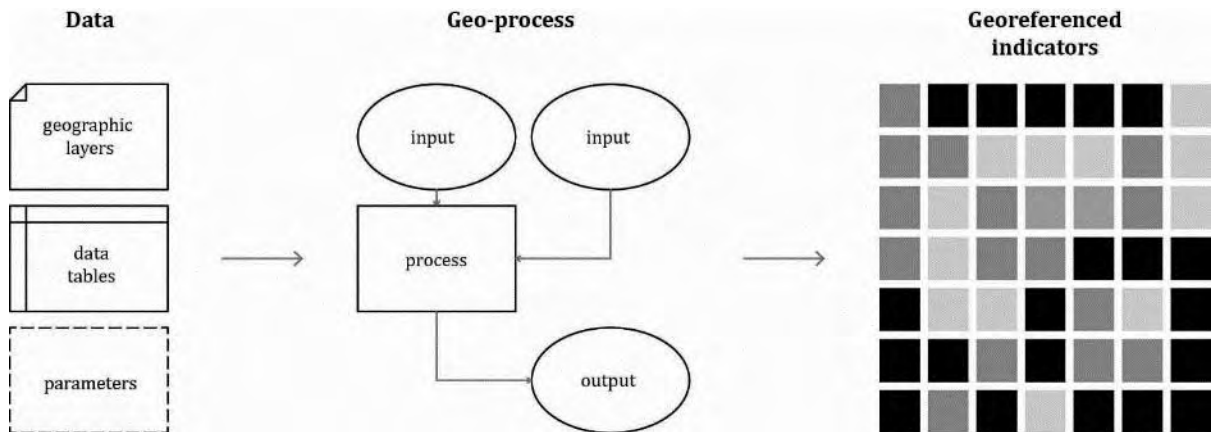 Data
Geo-process
Georeferenced
indicators
geographic
layers
data
tables
parameters
input
input
process
output